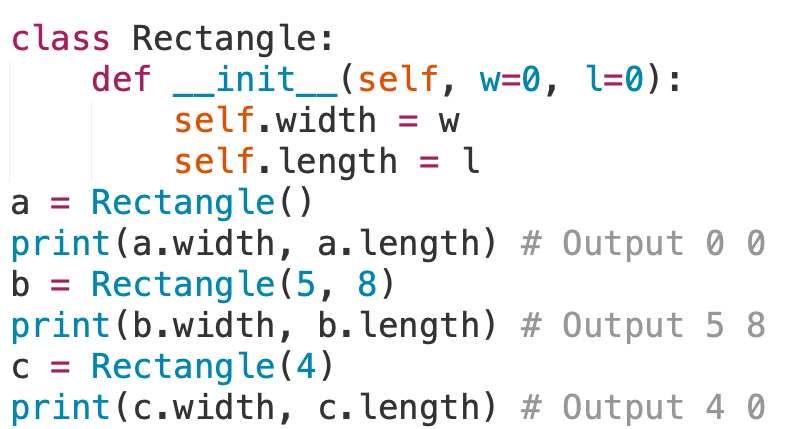 class Rectangle:
    def __init__(self, w=0, l=0):
        self.width = w
        self.length = l
a = Rectangle()
print(a.width, a.length) # Output 0 0
b = Rectangle(5, 8)
print(b.width, b.length) # Output 5 8
c = Rectangle(4)
print(c.width, c.length) # Output 4 0